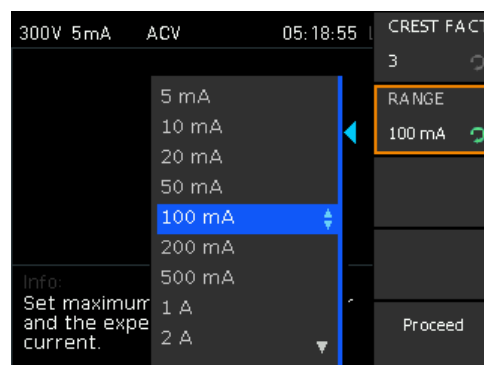 300V 5mA ACV 05:18:55
CREST FACT
3
RANGE
100 mA
5 mA
10 mA
20 mA
50 mA
100 mA
200 mA
500 mA
1 A
2 A
Info:
Set maximum
and the expe
current.
Proceed